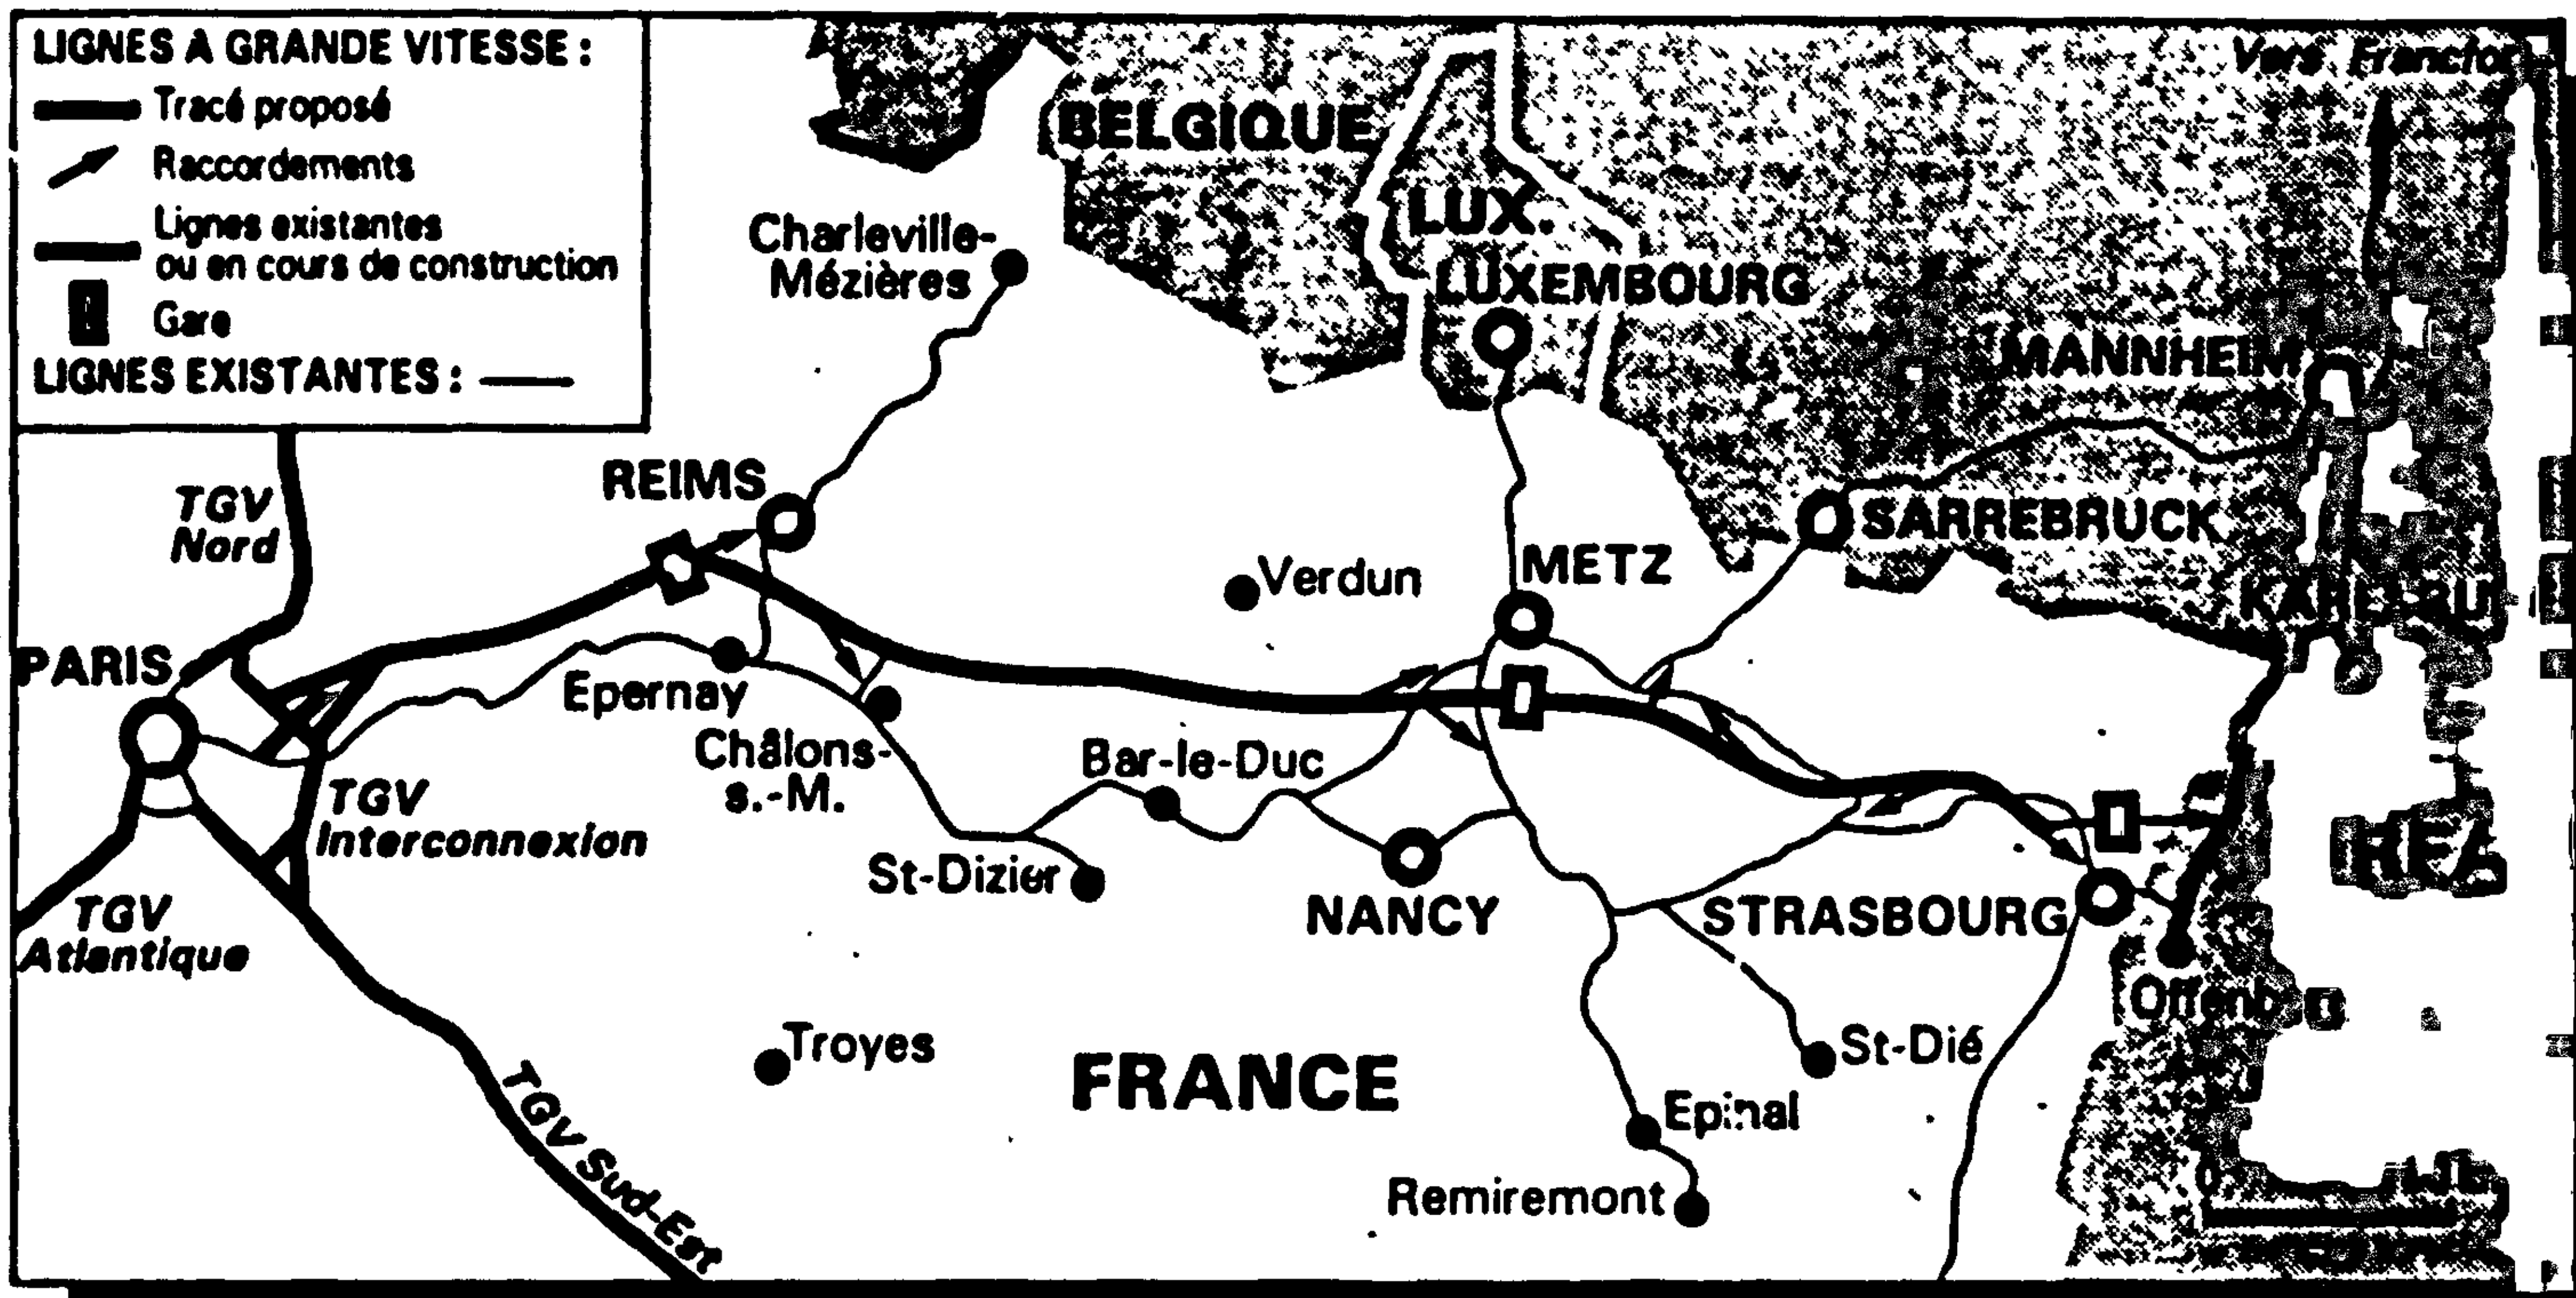 LIGNES A GRANDE VITESSE :
Tracé proposé
Raccordements
Lignes existantes
ou en cours de construction
Gare
LIGNES EXISTANTES :
Vers
BELGIQUE
LUX.
LUXEMBOURG
Charleville-
Mézières
MANNHEIM
REIMS
TGV
Nord
SARREBRUCK
METZ
Verdun
PARIS
Epernay
Châlons-
s.-M.
Bar-le-Duc
TGV
Interconnexion
St-Dizier
NANCY
STRASBOURG
TGV
Atlantique
Troyes
FRANCE
St-Dié
Epinal
Remiremont
TGV Sud-Est